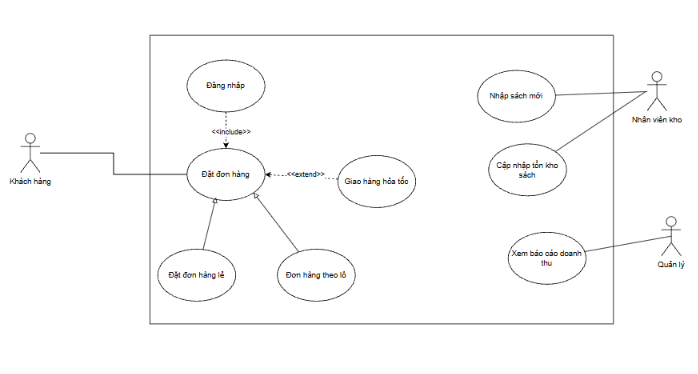 Đăng nhập
<<include>>
Đặt đơn hàng
<<extend>>
Giao hàng hỏa tốc
Đặt đơn hàng lẻ
Đơn hàng theo lô
Khách hàng
Nhập sách mới
Cập nhập tồn kho
sách
Xem báo cáo doanh
thu
Nhân viên kho
Quản lý